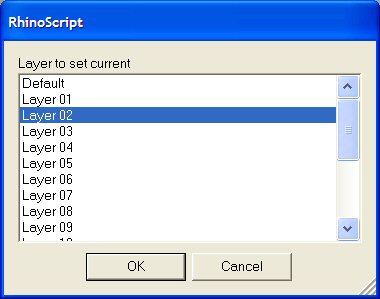 RhinoScript
Layer to set current
Default
Layer 01
Layer 02
Layer 03
Layer 04
Layer 05
Layer 06
Layer 07
Layer 08
Layer 09
OK
Cancel